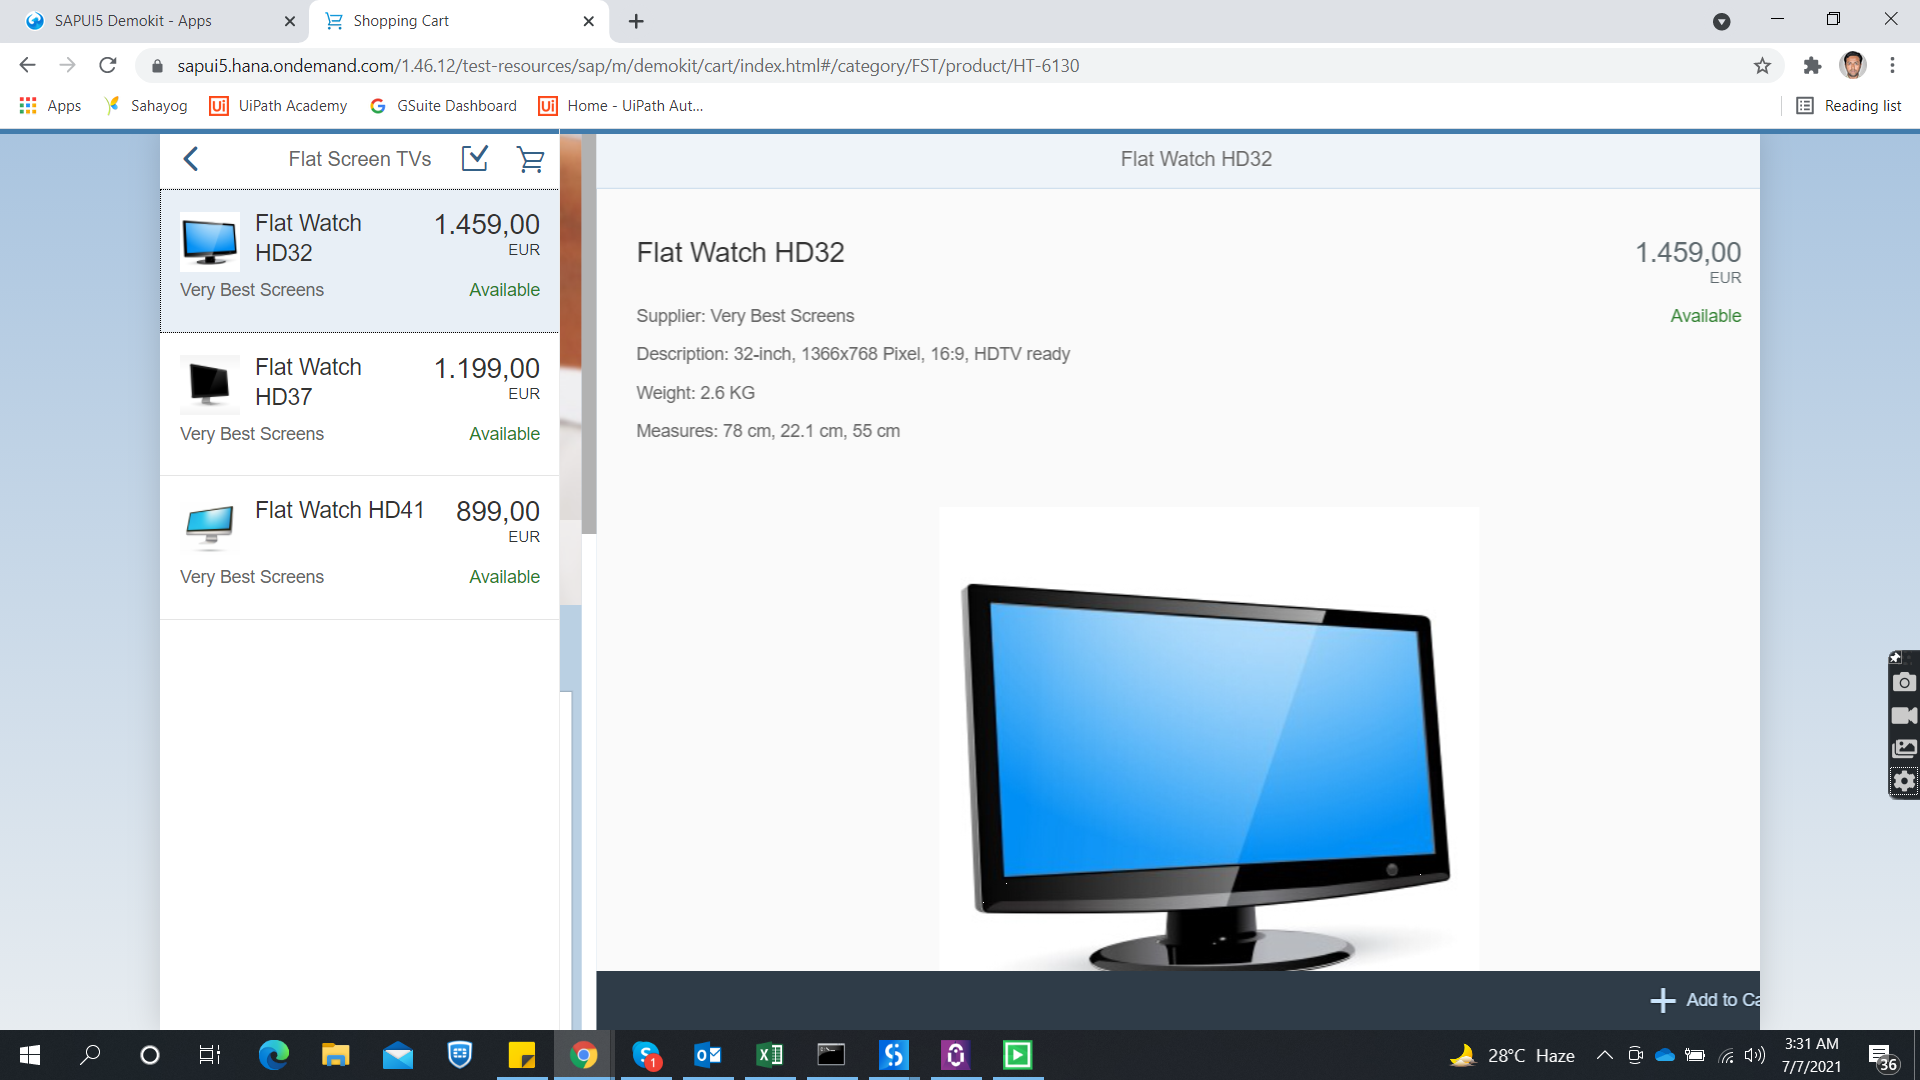 SAPUI5 Demokit - Apps
Shopping Cart
sapui5.hana.ondemand.com/1.46.12/test-resources/sap/m/demokit/cart/index.html#/category/FST/product/HT-6130
Apps
Sahayog
UiPath Academy
GSuite Dashboard
Home - UiPath Aut...
Reading list
Flat Screen TVs
Flat Watch HD32
Flat Watch
HD32
1.459,00
EUR
Very Best Screens
Available
Flat Watch
HD37
1.199,00
EUR
Very Best Screens
Available
Flat Watch HD41
899,00
EUR
Very Best Screens
Available
Flat Watch HD32
1.459,00
EUR
Supplier: Very Best Screens
Available
Description: 32-inch, 1366x768 Pixel, 16:9, HDTV ready
Weight: 2.6 KG
Measures: 78 cm, 22.1 cm, 55 cm
Add to Ca
1
28°C Haze
3:31 AM
7/7/2021
36